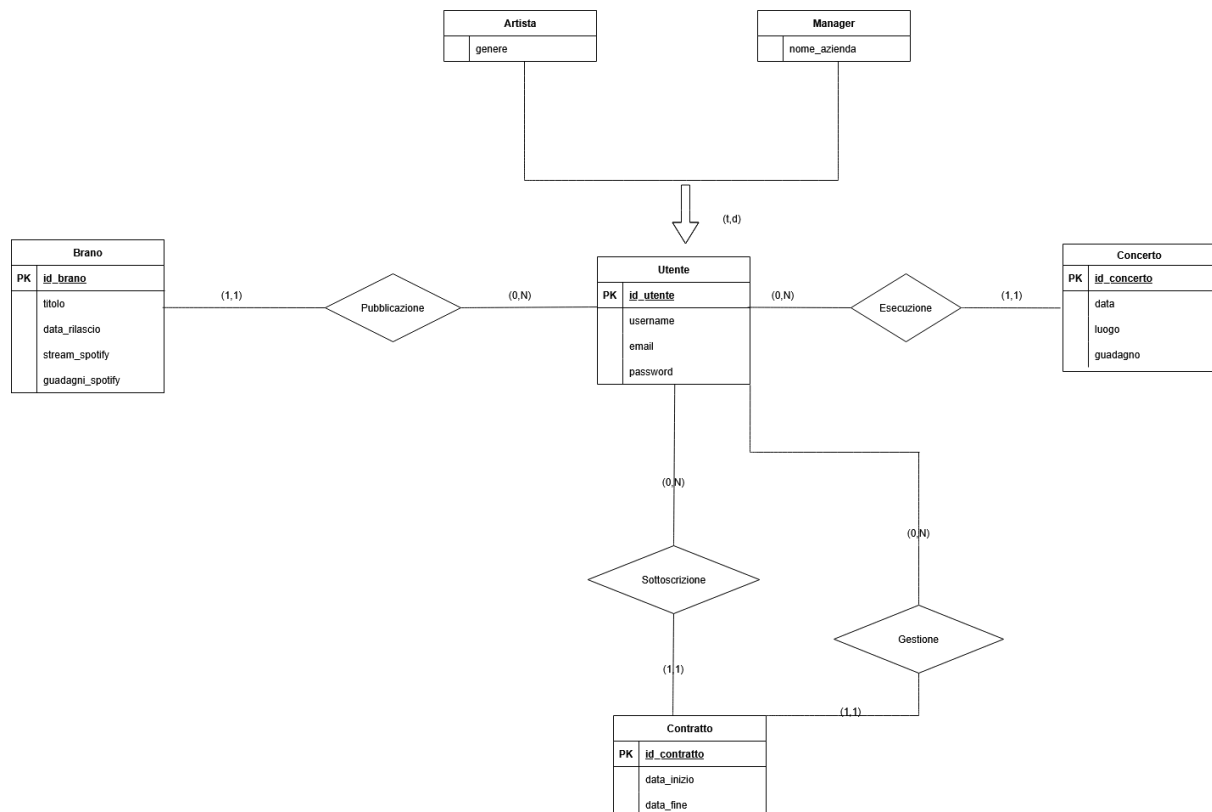 Artista
genere
Manager
nome_azienda
(t,d)
Brano
PK id_brano
titolo
data_rilascio
stream_spotify
guadagni_spotify
(1,1)
Pubblicazione
(0,N)
Utente
PK id_utente
username
email
password
(0,N)
Esecuzione
(1,1)
Concerto
PK id_concerto
data
luogo
guadagno
(0,N)
(0,N)
Sottoscrizione
Gestione
(1,1)
(1,1)
Contratto
PK id_contratto
data_inizio
data_fine